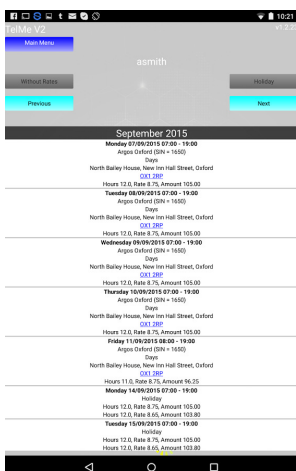 10:21
TelMe V2
Main Menu
asmith
Without Rates
Holiday
Previous
Next
September 2015
Monday 07/09/2015 07:00 - 19:00
Argos Oxford (SIN = 1650)
Days
North Bailey House, New Inn Hall Street, Oxford
OX1 2RP
Hours 12.0, Rate 8.75, Amount 105.00
Tuesday 08/09/2015 07:00 - 19:00
Argos Oxford (SIN = 1650)
Days
North Bailey House, New Inn Hall Street, Oxford
OX1 2RP
Hours 12.0, Rate 8.75, Amount 105.00
Wednesday 09/09/2015 07:00 - 19:00
Argos Oxford (SIN = 1650)
Days
North Bailey House, New Inn Hall Street, Oxford
OX1 2RP
Hours 12.0, Rate 8.75, Amount 105.00
Thursday 10/09/2015 07:00 - 19:00
Argos Oxford (SIN = 1650)
Days
North Bailey House, New Inn Hall Street, Oxford
OX1 2RP
Hours 12.0, Rate 8.75, Amount 105.00
Friday 11/09/2015 08:00 - 19:00
Argos Oxford (SIN = 1650)
Days
North Bailey House, New Inn Hall Street, Oxford
OX1 2RP
Hours 11.0, Rate 8.75, Amount 96.25
Monday 14/09/2015 07:00 - 19:00
Holiday
Hours 12.0, Rate 8.75, Amount 105.00
Hours 12.0, Rate 8.65, Amount 103.80
Tuesday 15/09/2015 07:00 - 19:00
Holiday
Hours 12.0, Rate 8.75, Amount 105.00
Hours 12.0, Rate 8.65, Amount 103.80